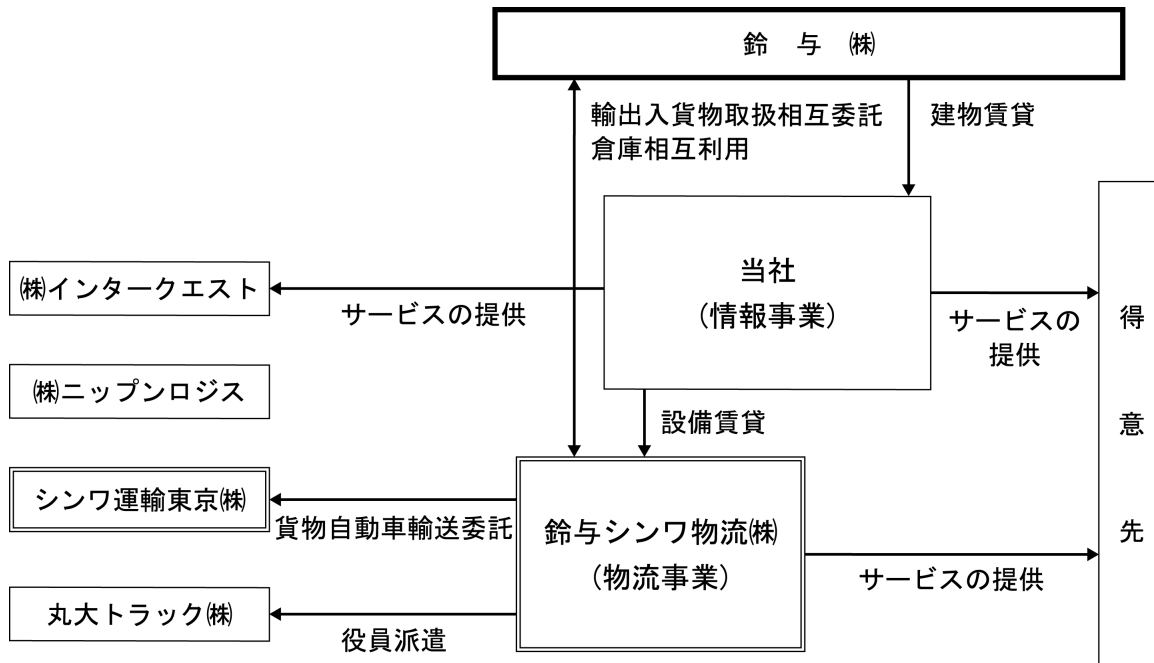 鈴 与 ㈱
輸出入貨物取扱相互委託
倉庫相互利用
建物賃貸
当社
（情報事業）
㈱インタークエスト
サービスの提供
サービスの
提供
㈱ニップンロジス
設備賃貸
シンワ運輸東京㈱
貨物自動車輸送委託
鈴与シンワ物流㈱
（物流事業）
サービスの提供
丸大トラック㈱
役員派遣
得
意
先